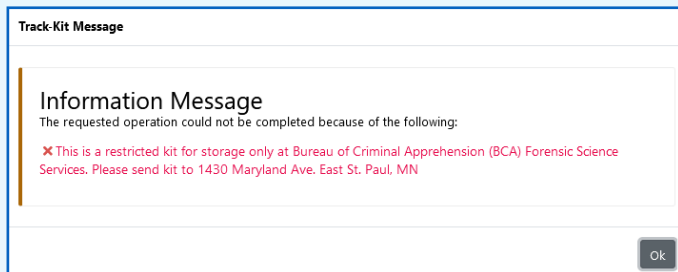 Track-Kit Message
Information Message
The requested operation could not be completed because of the following:
❌ This is a restricted kit for storage only at Bureau of Criminal Apprehension (BCA) Forensic Science
Services. Please send kit to 1430 Maryland Ave. East St. Paul, MN
Ok